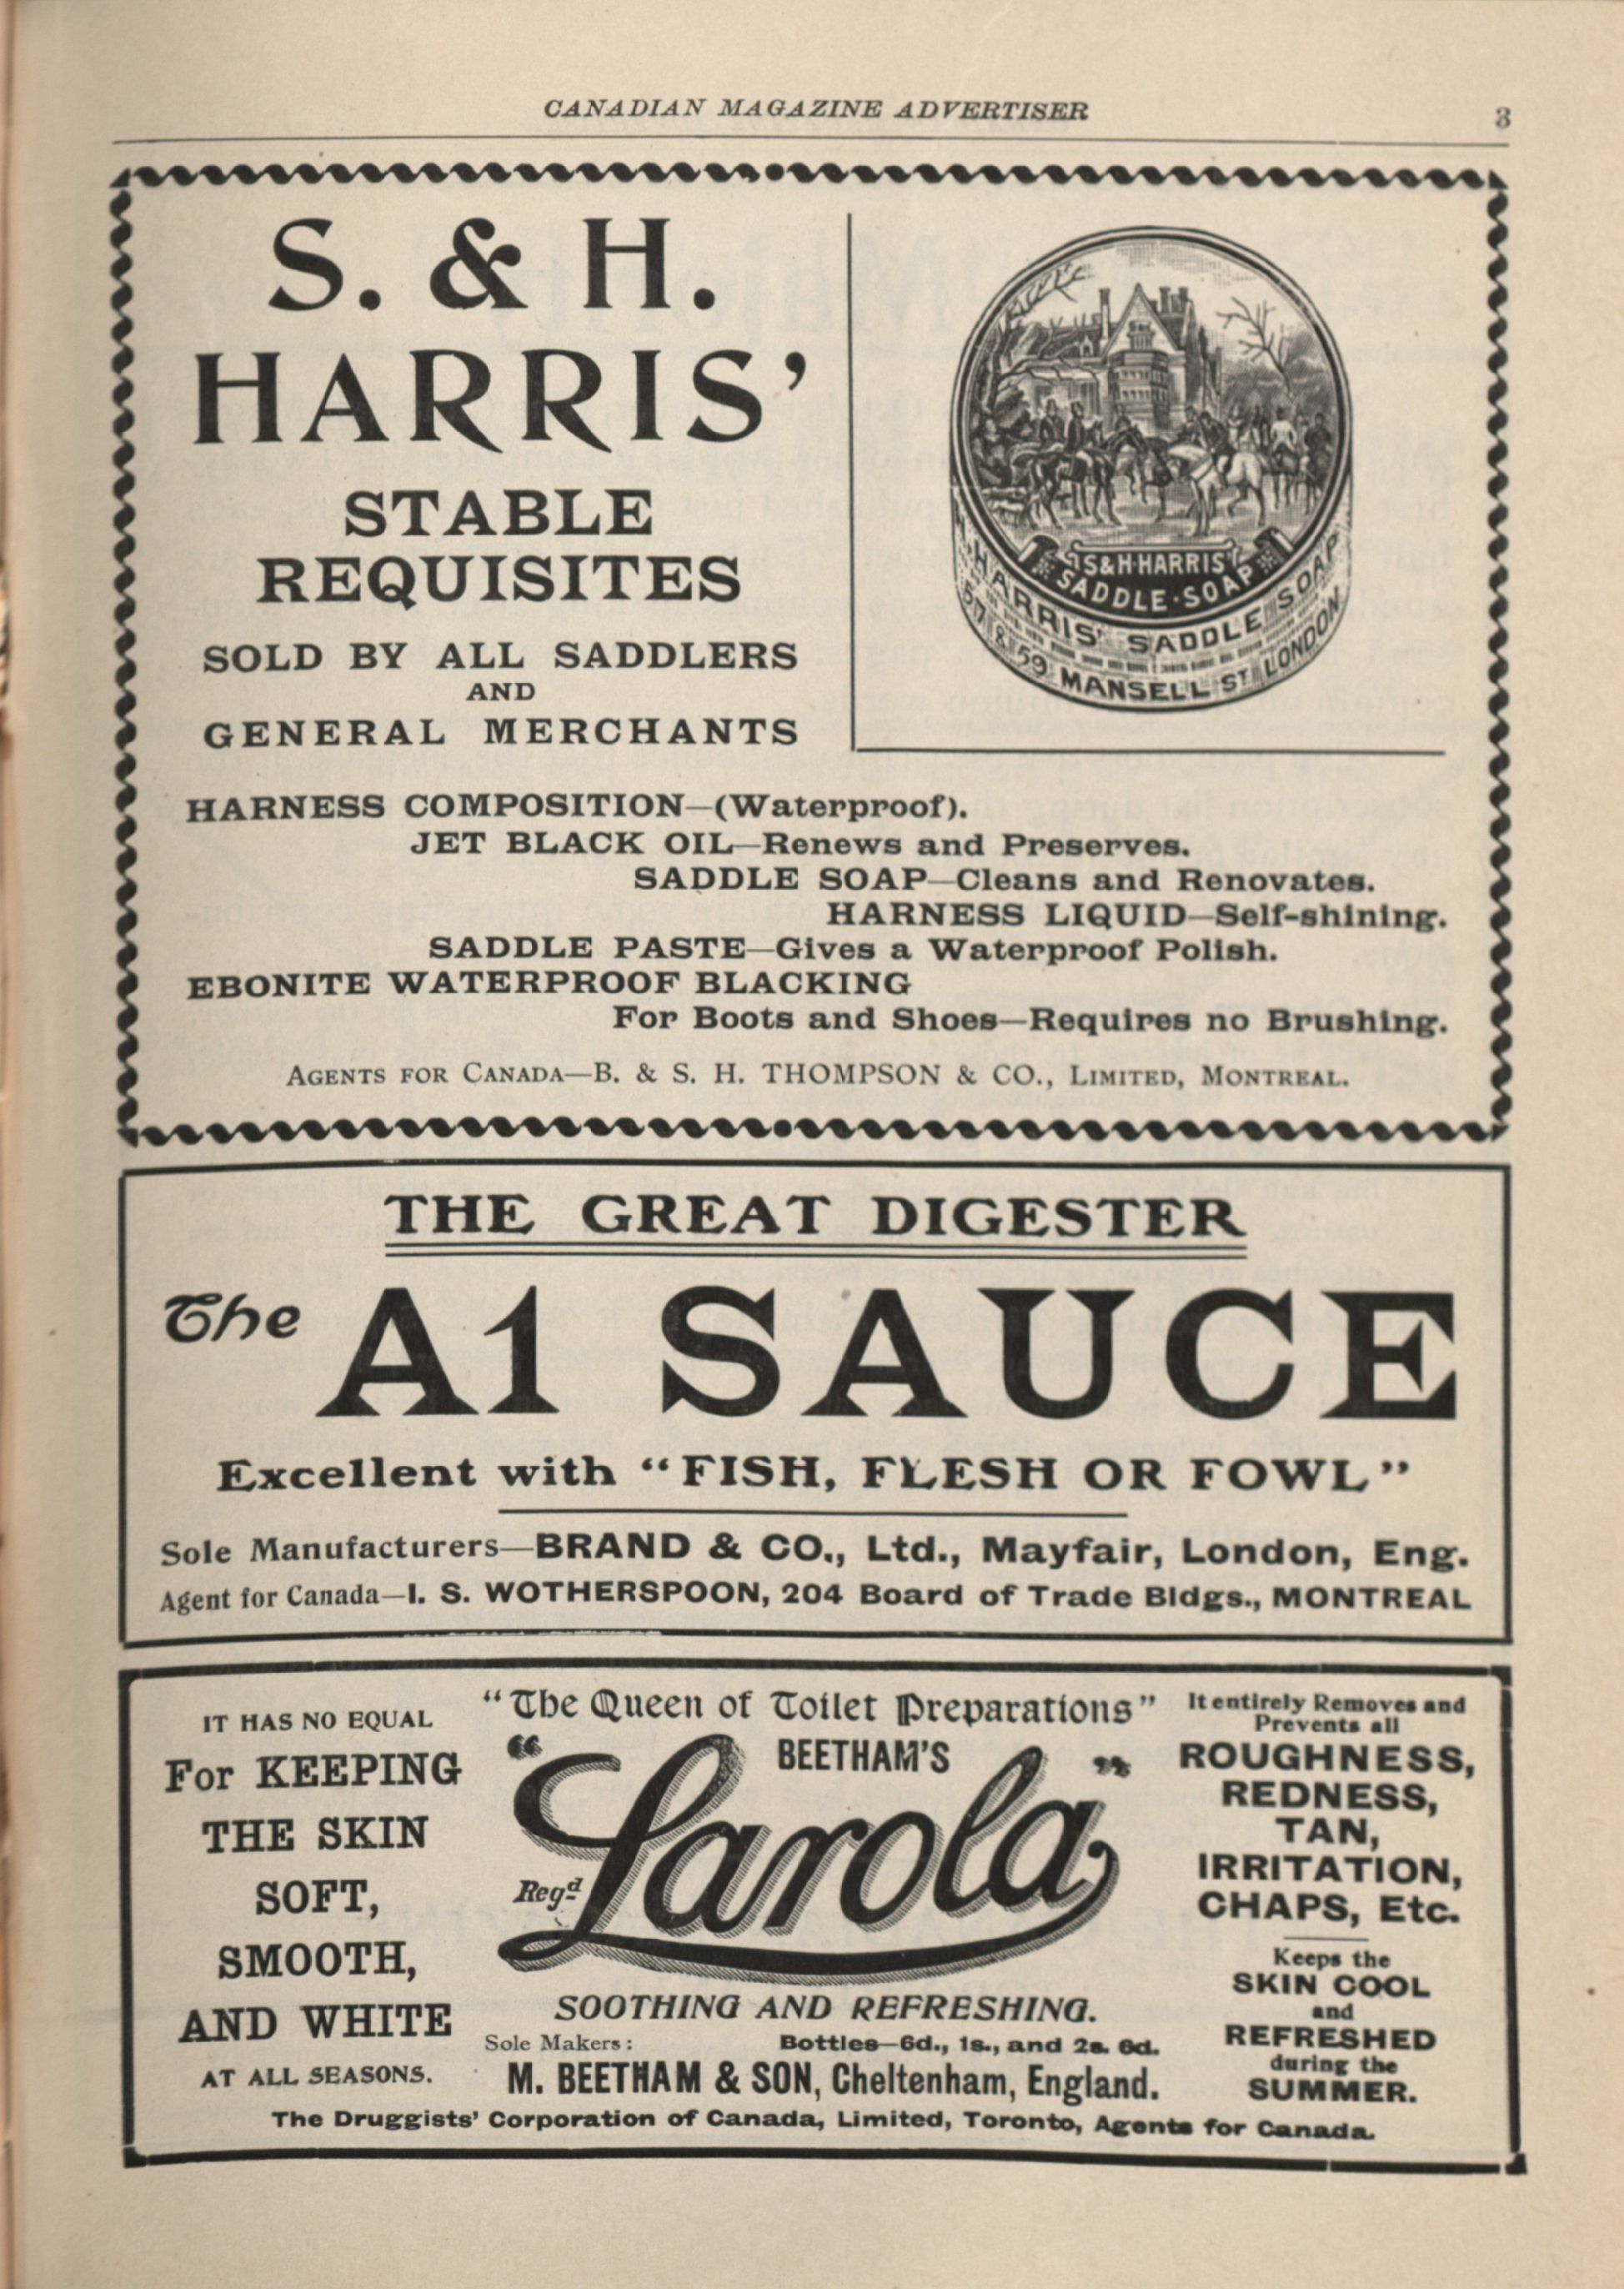 CANADIAN MAGAZINE ADVERTISER 3
S. & H.
HARRIS'
STABLE
REQUISITES
SOLD BY ALL SADDLERS
AND
GENERAL MERCHANTS
S&H·HARRIS'
SADDLE·SOAP
HARRIS' SADDLE SOAP
57 & 59 MANSELL ST LONDON
HARNESS COMPOSITION—(Waterproof).
JET BLACK OIL—Renews and Preserves.
SADDLE SOAP—Cleans and Renovates.
HARNESS LIQUID—Self-shining.
SADDLE PASTE—Gives a Waterproof Polish.
EBONITE WATERPROOF BLACKING
For Boots and Shoes—Requires no Brushing.
AGENTS FOR CANADA—B. & S. H. THOMPSON & CO., LIMITED, MONTREAL.
THE GREAT DIGESTER
The A1 SAUCE
Excellent with "FISH, FLESH OR FOWL"
Sole Manufacturers—BRAND & CO., Ltd., Mayfair, London, Eng.
Agent for Canada—I. S. WOTHERSPOON, 204 Board of Trade Bldgs., MONTREAL
IT HAS NO EQUAL
For KEEPING
THE SKIN
SOFT,
SMOOTH,
AND WHITE
AT ALL SEASONS.
"The Queen of Toilet Preparations"
BEETHAM'S
"Larola"
Regd
SOOTHING AND REFRESHING.
Sole Makers: Bottles—6d., 1s., and 2s. 6d.
M. BEETHAM & SON, Cheltenham, England.
It entirely Removes and
Prevents all
ROUGHNESS,
REDNESS,
TAN,
IRRITATION,
CHAPS, Etc.
Keeps the
SKIN COOL
and
REFRESHED
during the
SUMMER.
The Druggists' Corporation of Canada, Limited, Toronto, Agents for Canada.